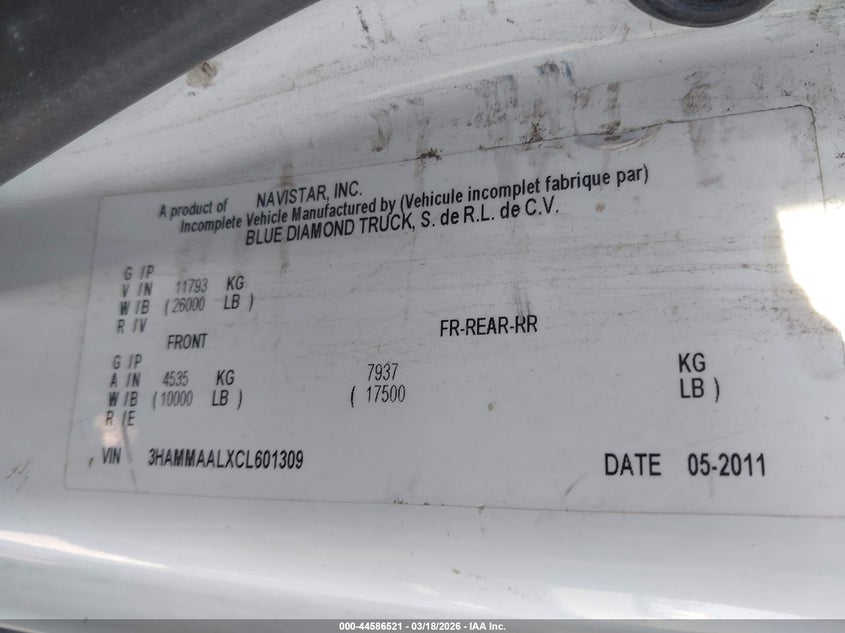 A product of NAVISTAR, INC.
Incomplete Vehicle Manufactured by (Vehicule incomplet fabrique par)
BLUE DIAMOND TRUCK, S. de R.L. de C.V.
G /P
V /N 11793 KG
W /B ( 26000 LB )
R /V
FRONT FR-REAR-RR
G /P
A /N 4535 KG 7937 KG
W /B ( 10000 LB ) ( 17500 LB )
R /E
VIN 3HAMMAALXCL601309 DATE 05-2011
000-44586521 - 03/18/2026 - IAA Inc.